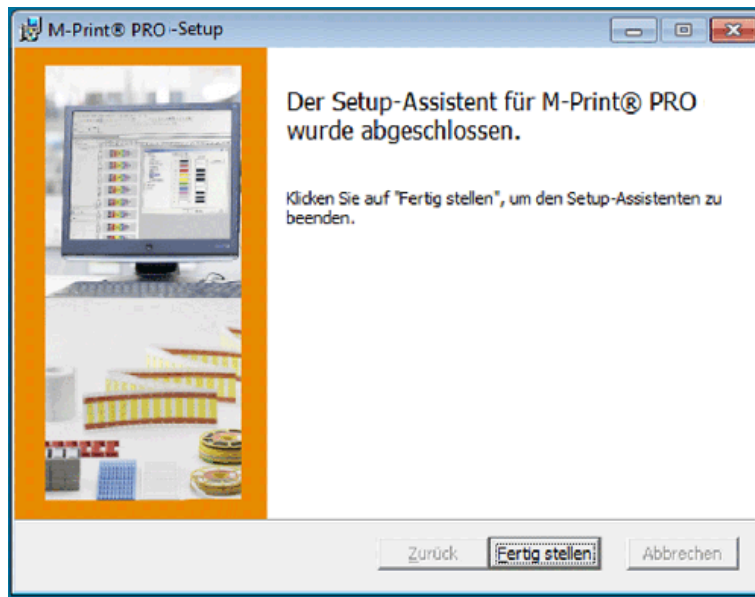 M-Print® PRO -Setup
Der Setup-Assistent für M-Print® PRO
wurde abgeschlossen.
Klicken Sie auf "Fertig stellen", um den Setup-Assistenten zu
beenden.
Zurück
Fertig stellen
Abbrechen